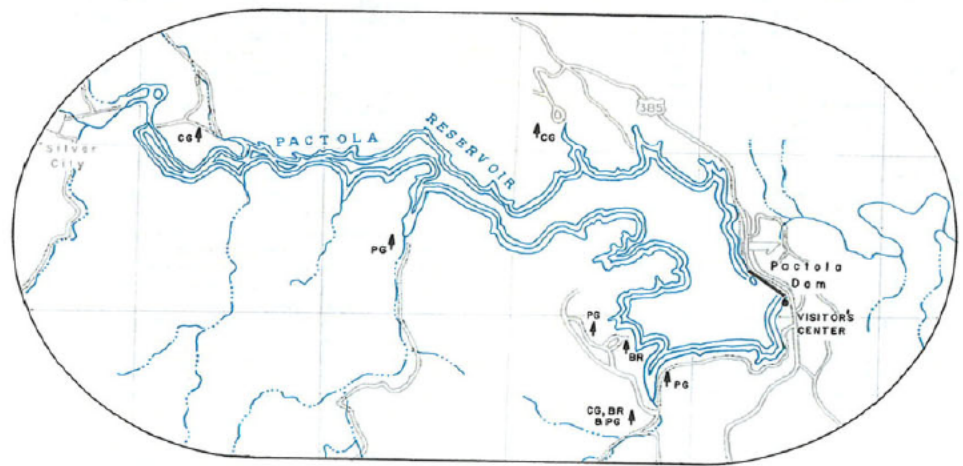 385
CG
CG
PACTOLA
RESERVOIR
Silver
City
PG
Pactola
Dam
VISITOR'S
CENTER
PG
BR
PG
CG, BR
& PG